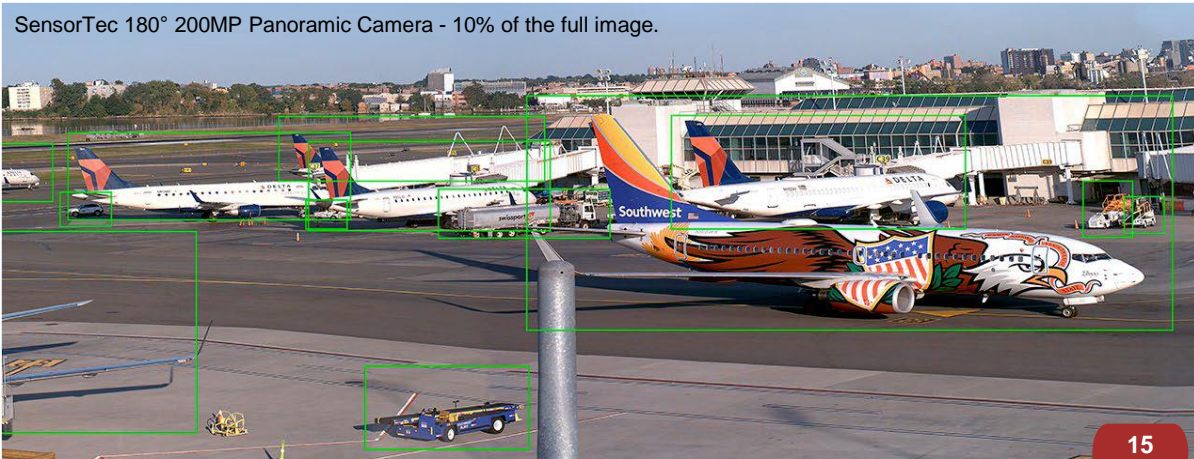 SensorTec 180° 200MP Panoramic Camera - 10% of the full image.
DELTA
DELTA
swissport
Southwest
15